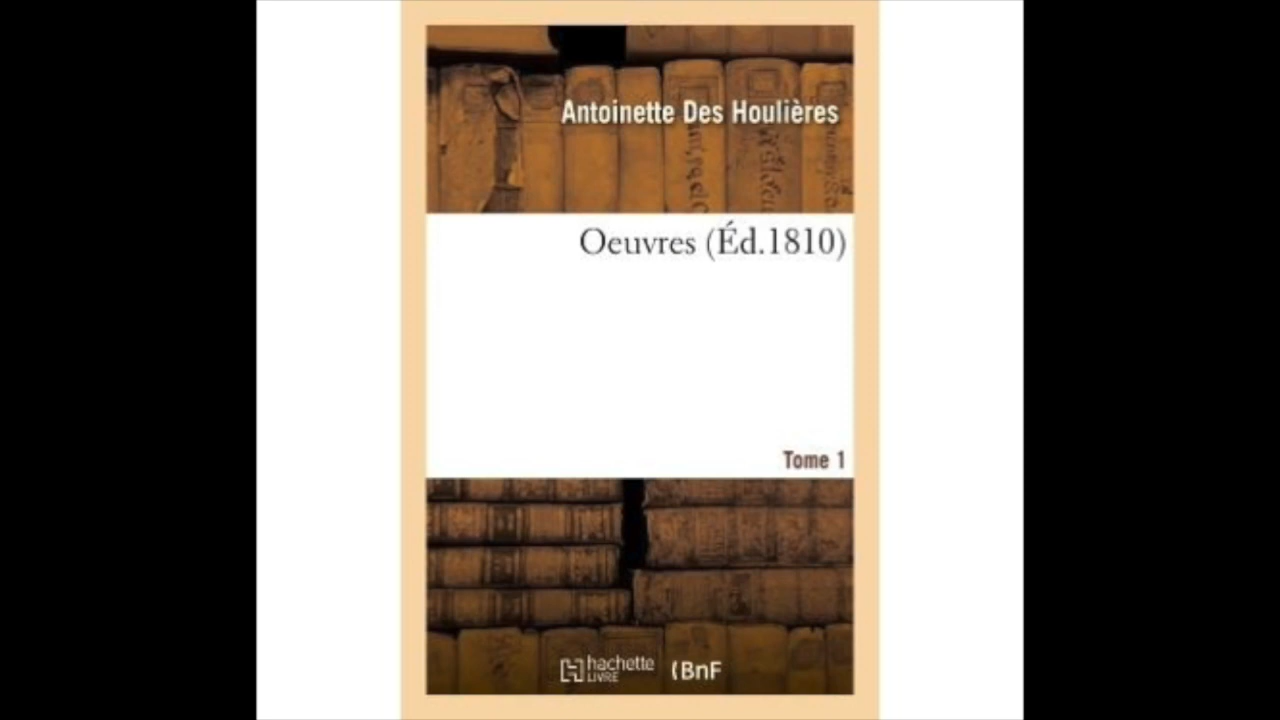 Antoinette Des Houlières
Oeuvres (Éd.1810)
Tome 1
hachette
LIVRE
(BnF